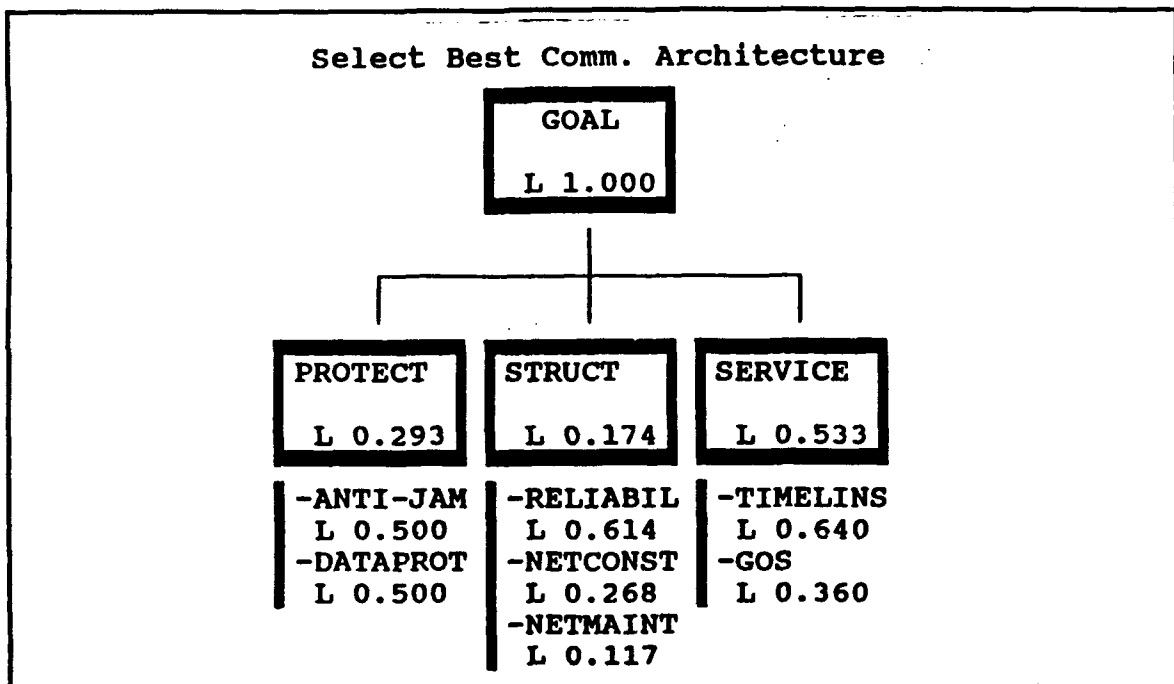 Select Best Comm. Architecture
GOAL
L 1.000
PROTECT
L 0.293
-ANTI-JAM
L 0.500
-DATAPROT
L 0.500
STRUCT
L 0.174
-RELIABIL
L 0.614
-NETCONST
L 0.268
-NETMAINT
L 0.117
SERVICE
L 0.533
-TIMELINS
L 0.640
-GOS
L 0.360